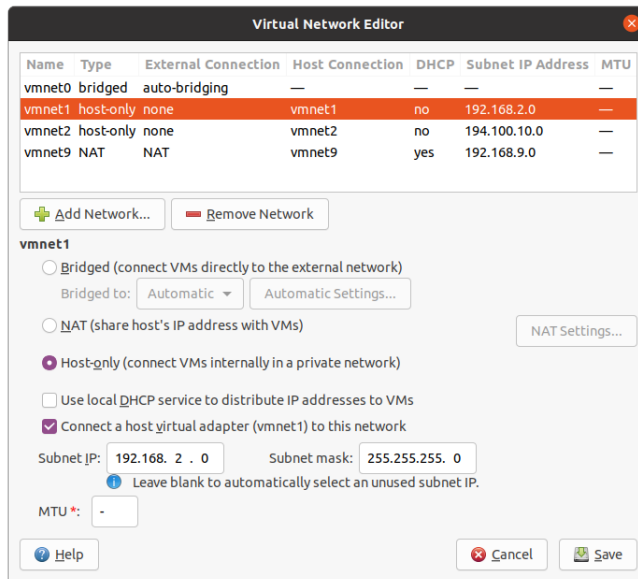 Virtual Network Editor
Name Type External Connection Host Connection DHCP Subnet IP Address MTU
vmnet0 bridged auto-bridging — — — —
vmnet1 host-only none vmnet1 no 192.168.2.0 —
vmnet2 host-only none vmnet2 no 194.100.10.0 —
vmnet9 NAT NAT vmnet9 yes 192.168.9.0 —
Add Network... Remove Network
vmnet1
Bridged (connect VMs directly to the external network)
Bridged to: Automatic Automatic Settings...
NAT (share host's IP address with VMs)
NAT Settings...
Host-only (connect VMs internally in a private network)
Use local DHCP service to distribute IP addresses to VMs
Connect a host virtual adapter (vmnet1) to this network
Subnet IP: 192.168. 2 . 0 Subnet mask: 255.255.255. 0
Leave blank to automatically select an unused subnet IP.
MTU *: -
Help Cancel Save